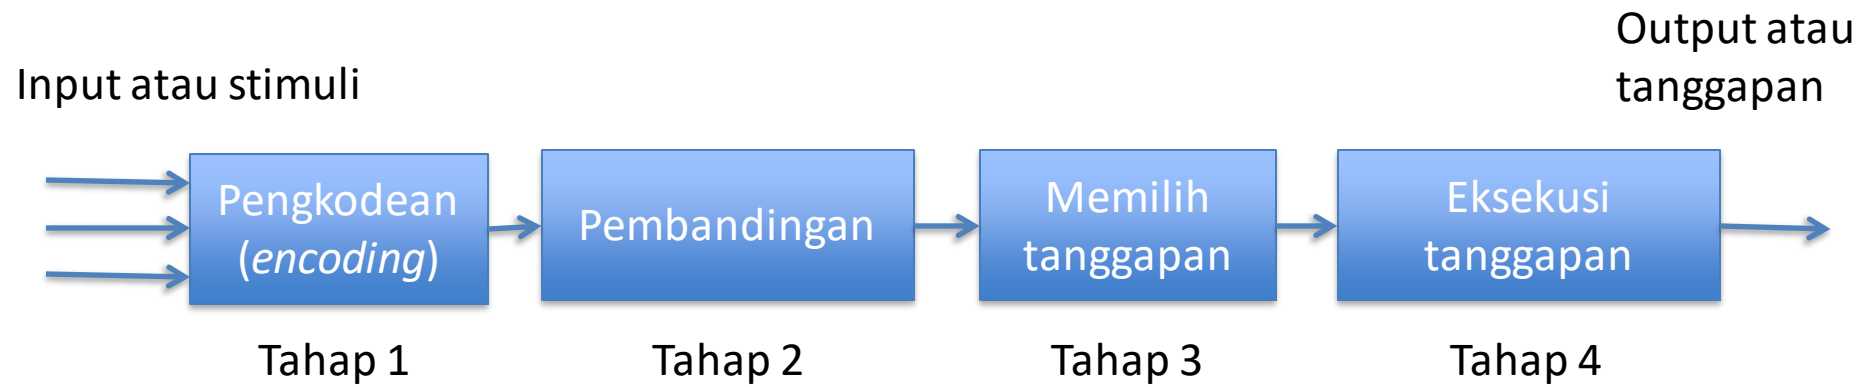 Input atau stimuli
Output atau
tanggapan
Pengkodean
(encoding)
Pembandingan
Memilih
tanggapan
Eksekusi
tanggapan
Tahap 1
Tahap 2
Tahap 3
Tahap 4